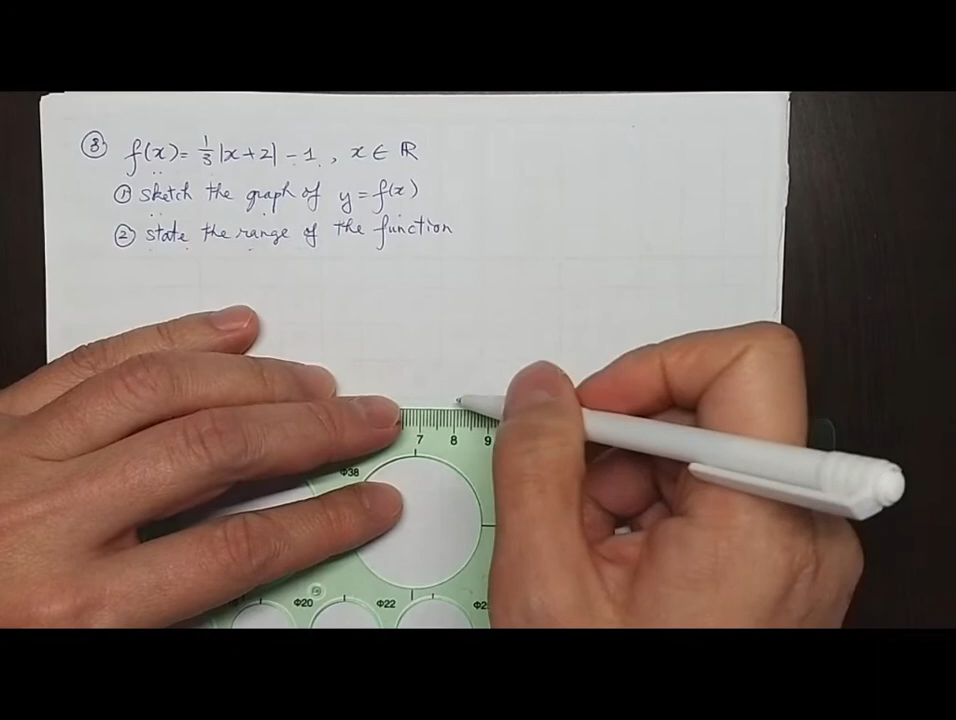 ③ f(x)= 1/3 |x+2| - 1 , x ∈ ℝ
① sketch the graph of y = f(x)
② state the range of the function
7 8 9
Φ38
Φ20 Φ22